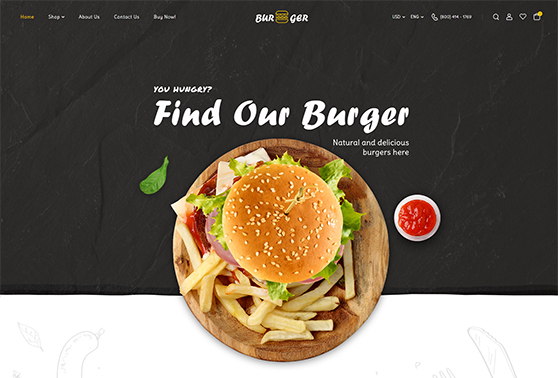 Home Shop About Us Contact Us Buy Now! BUR GER USD ENG (800) 414 - 1769
YOU HUNGRY?
Find Our Burger
Natural and delicious
burgers here